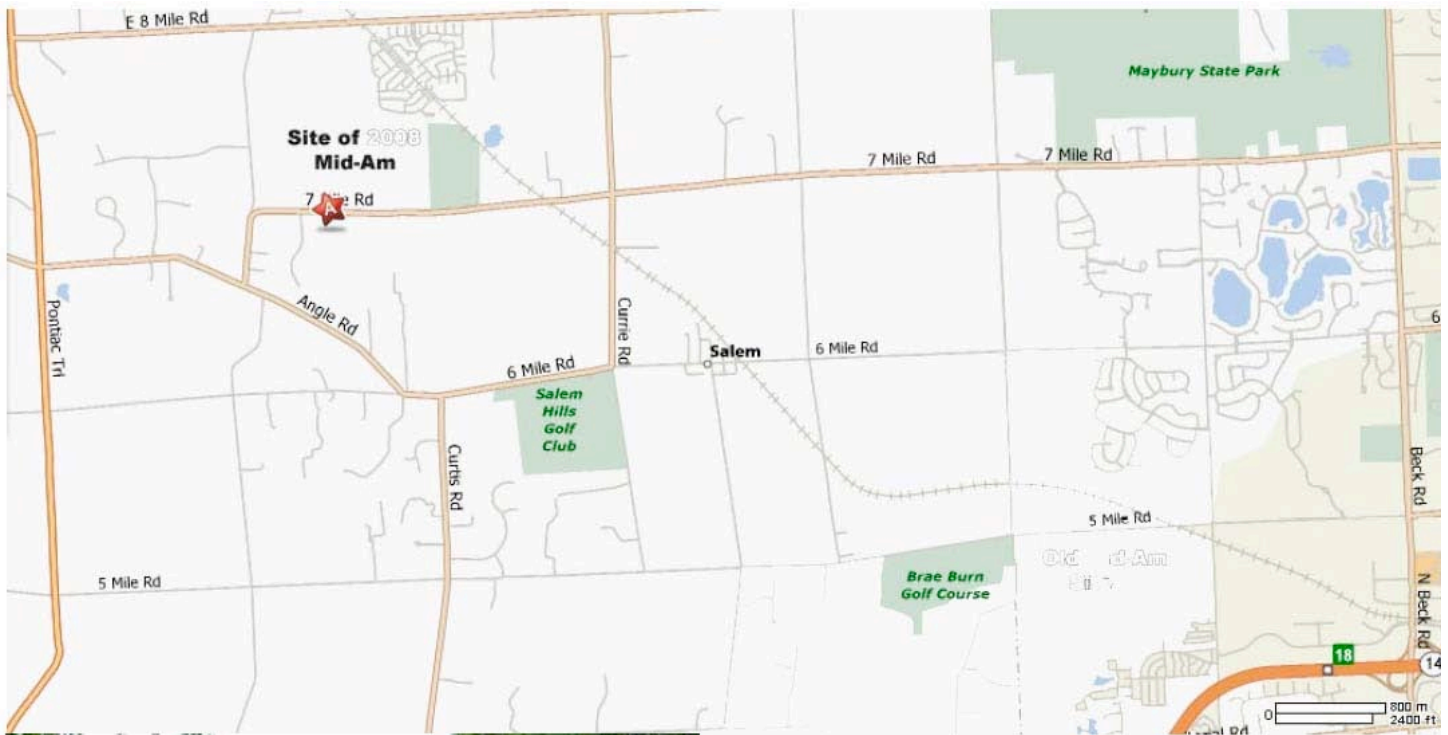 E 8 Mile Rd
Maybury State Park
Site of 2008
Mid-Am
7 Mile Rd
7 Mile Rd
7 Mile Rd
A
Pontiac Trl
Angle Rd
Currie Rd
6 Mile Rd
Salem
6 Mile Rd
6
Salem
Hills
Golf
Club
Curtis Rd
Beck Rd
5 Mile Rd
5 Mile Rd
Brae Burn
Golf Course
Old
N Beck Rd
18
14
0
800 m
2400 ft
Rd